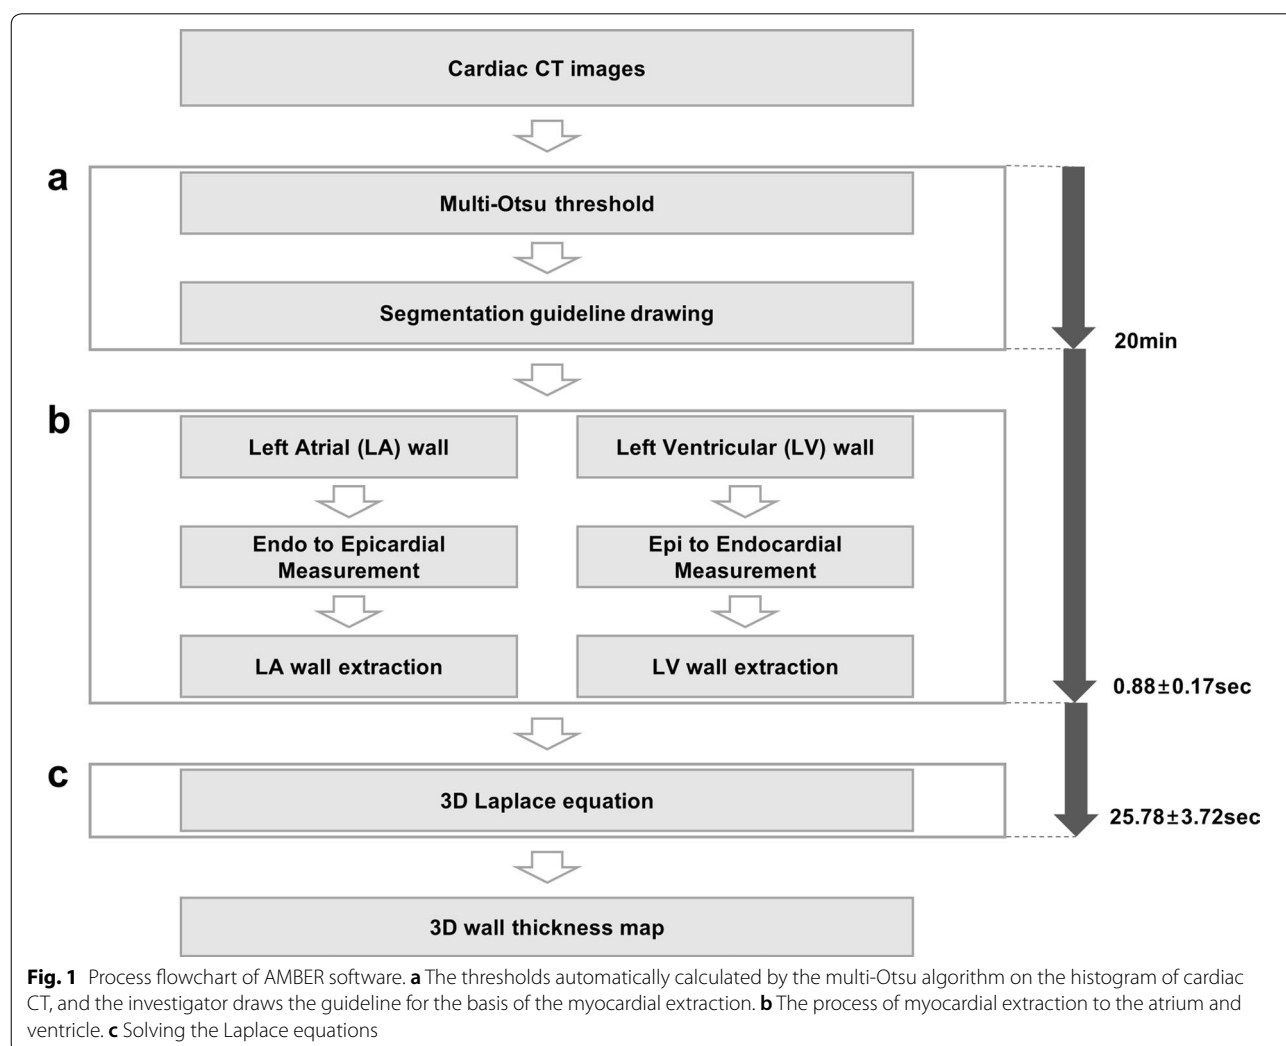 Cardiac CT images
a
Multi-Otsu threshold
Segmentation guideline drawing
20min
b
Left Atrial (LA) wall
Left Ventricular (LV) wall
Endo to Epicardial
Measurement
Epi to Endocardial
Measurement
LA wall extraction
LV wall extraction
0.88±0.17sec
c
3D Laplace equation
25.78±3.72sec
3D wall thickness map
Fig. 1 Process flowchart of AMBER software. a The thresholds automatically calculated by the multi-Otsu algorithm on the histogram of cardiac
CT, and the investigator draws the guideline for the basis of the myocardial extraction. b The process of myocardial extraction to the atrium and
ventricle. c Solving the Laplace equations